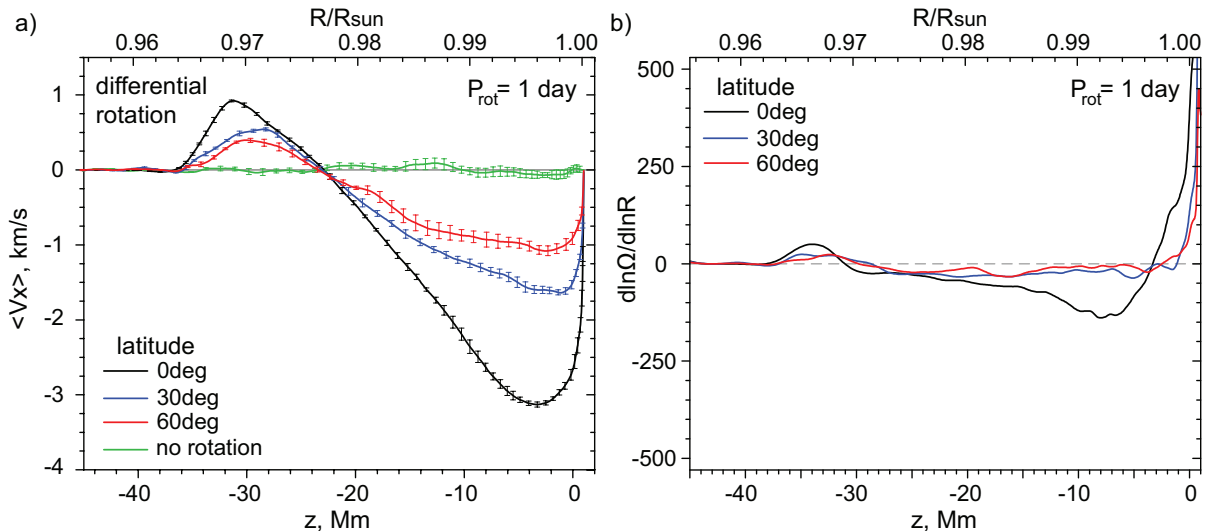 a)
R/Rsun
0.96 0.97 0.98 0.99 1.00
differential
rotation
Prot= 1 day
<Vx>, km/s
1
0
-1
-2
-3
-4
latitude
0deg
30deg
60deg
no rotation
-40 -30 -20 -10 0
z, Mm
b)
R/Rsun
0.96 0.97 0.98 0.99 1.00
latitude
0deg
30deg
60deg
Prot= 1 day
dlnΩ/dlnR
500
250
0
-250
-500
-40 -30 -20 -10 0
z, Mm